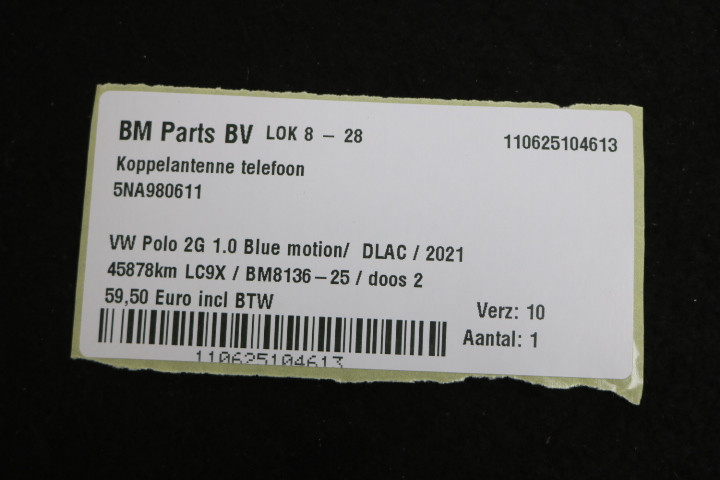 BM Parts BV LOK 8 - 28 110625104613
Koppelantenne telefoon
5NA980611
VW Polo 2G 1.0 Blue motion/ DLAC / 2021
45878km LC9X / BM8136-25 / doos 2
59,50 Euro incl BTW
Verz: 10
Aantal: 1
110625104613